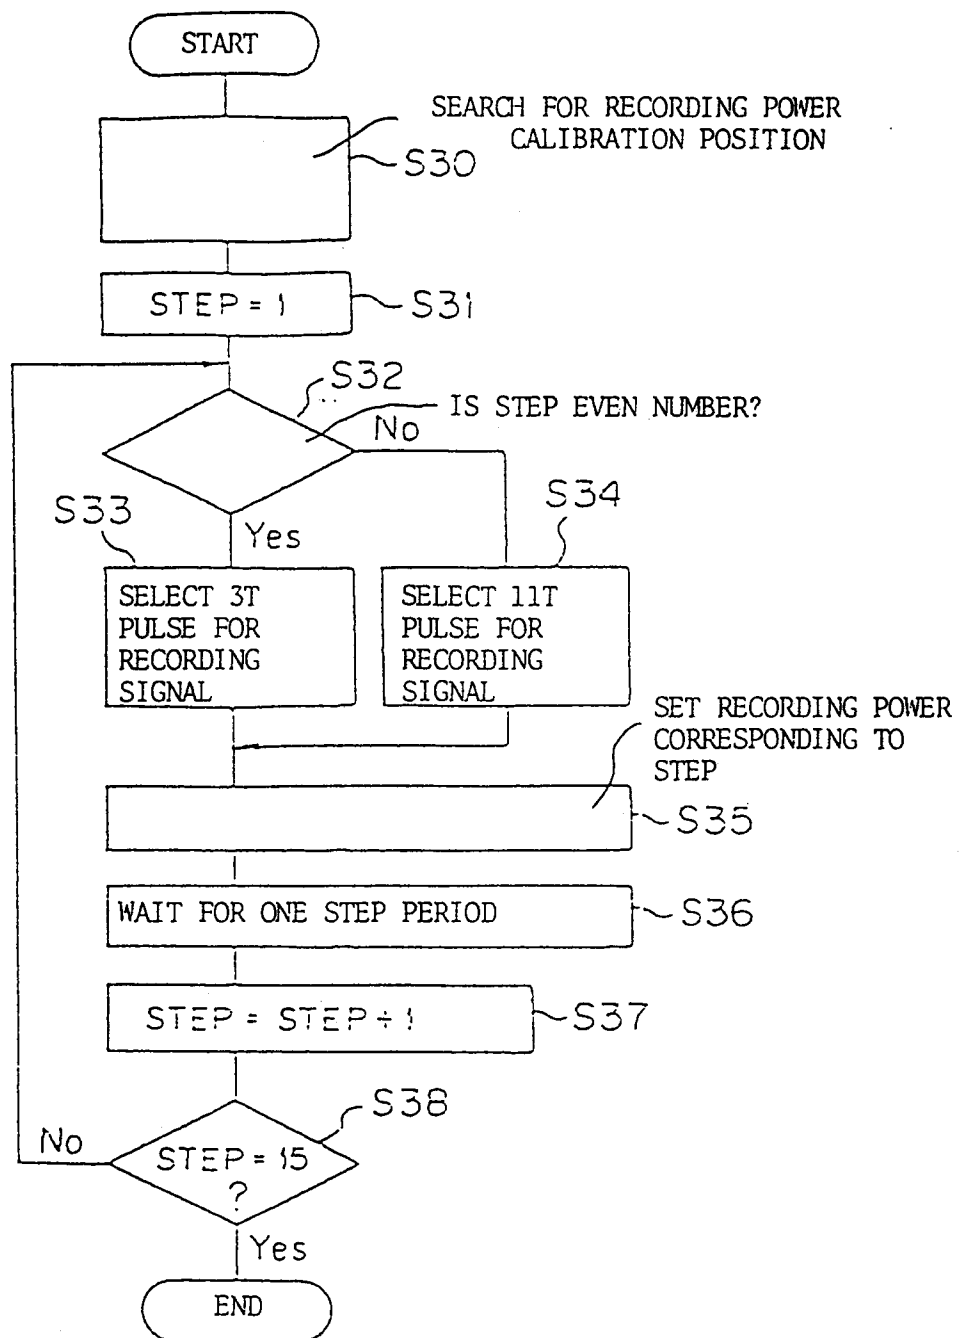 START
SEARCH FOR RECORDING POWER
CALIBRATION POSITION
S30
STEP = 1
S31
S32
IS STEP EVEN NUMBER?
No
S33
Yes
S34
SELECT 3T
PULSE FOR
RECORDING
SIGNAL
SELECT 11T
PULSE FOR
RECORDING
SIGNAL
SET RECORDING POWER
CORRESPONDING TO
STEP
S35
WAIT FOR ONE STEP PERIOD
S36
STEP = STEP + 1
S37
S38
No
STEP = 15
?
Yes
END